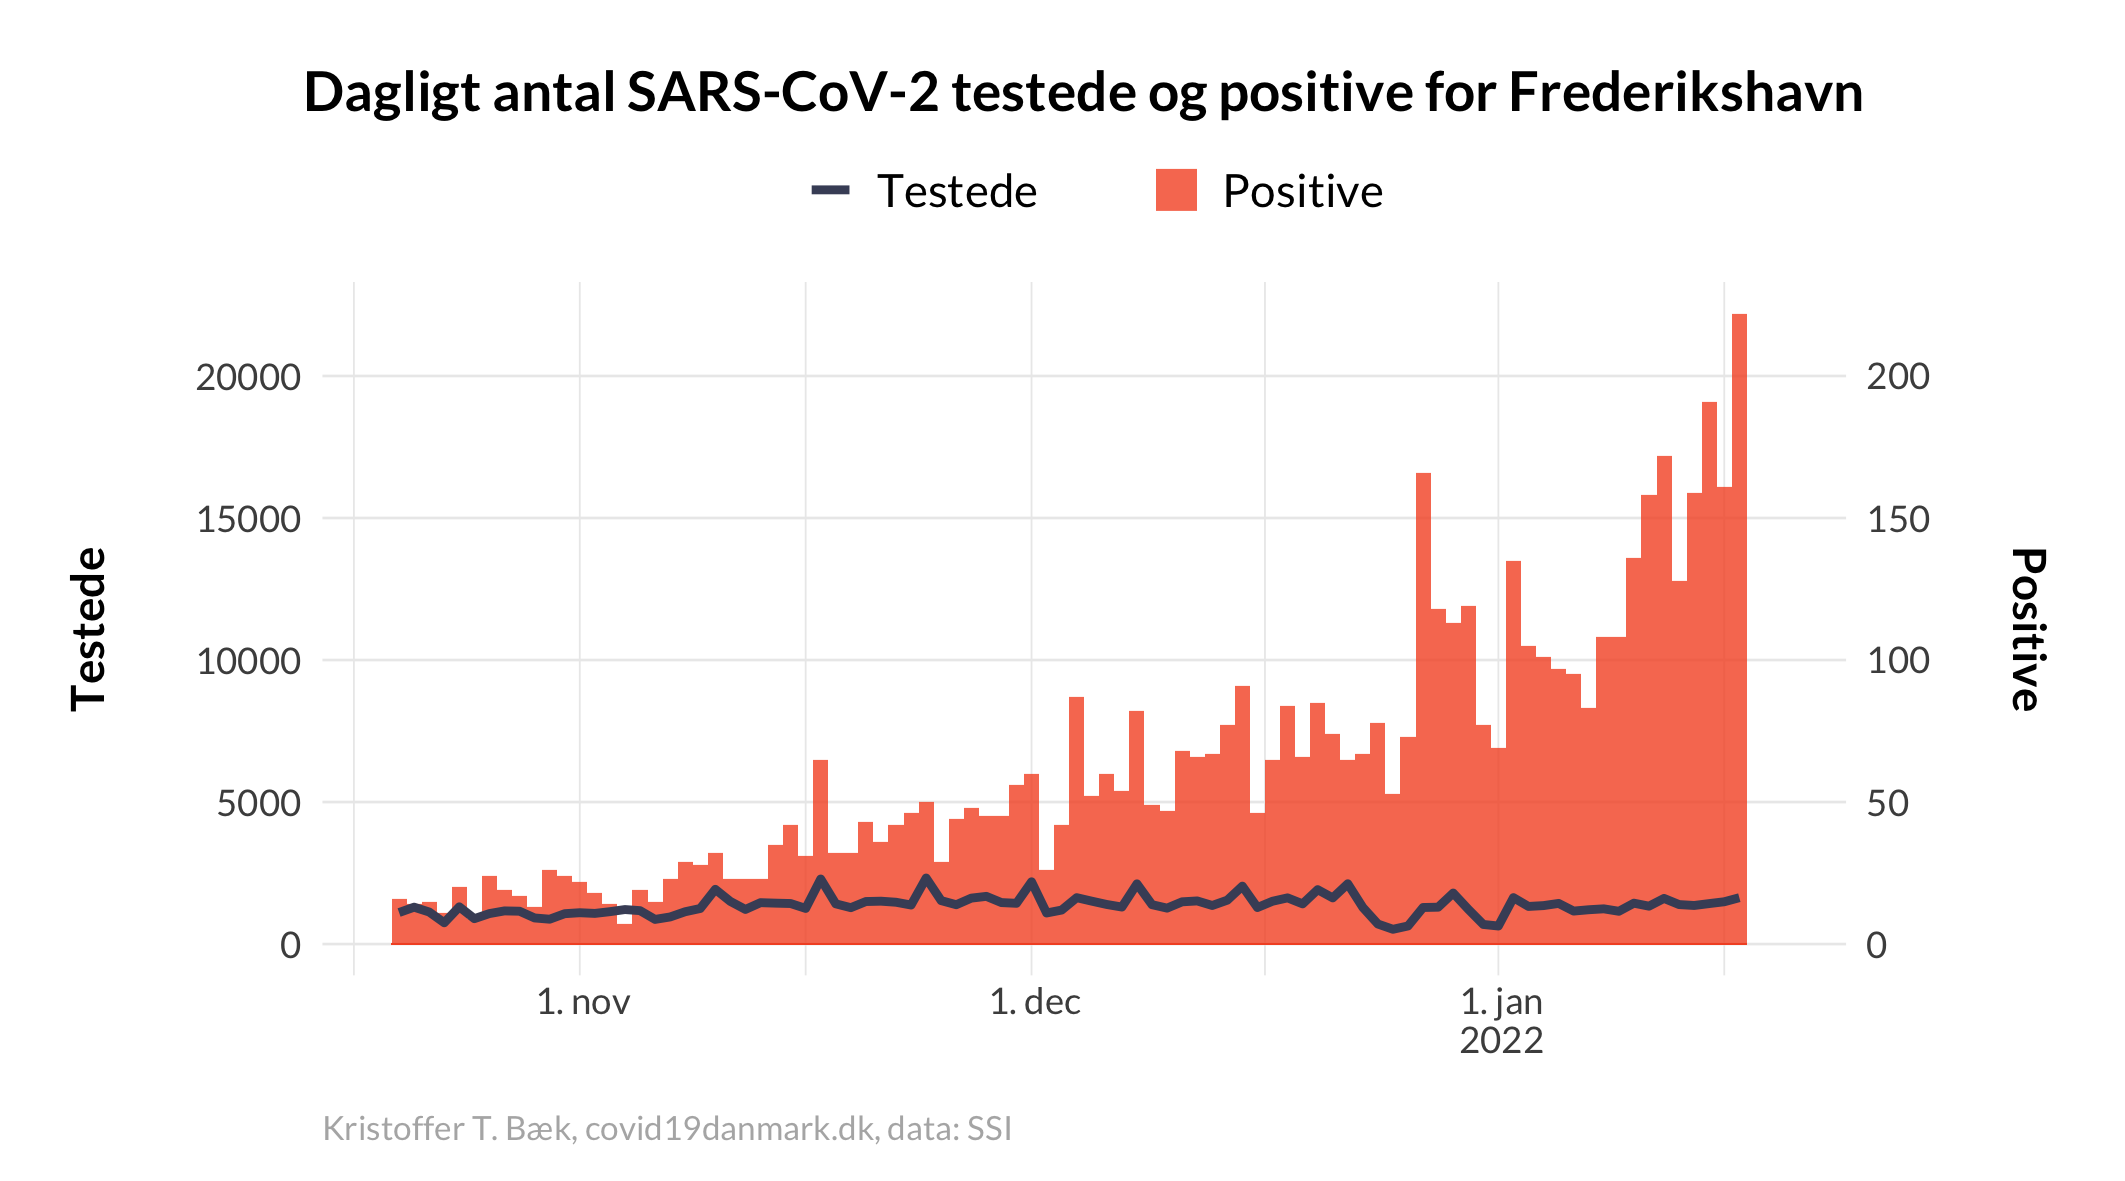 Dagligt antal SARS-CoV-2 testede og positive for Frederikshavn
Testede
Positive
Testede
20000
15000
10000
5000
0
200
150
100
50
0
Positive
1. nov
1. dec
1. jan
2022
Kristoffer T. Bæk, covid19danmark.dk, data: SSI